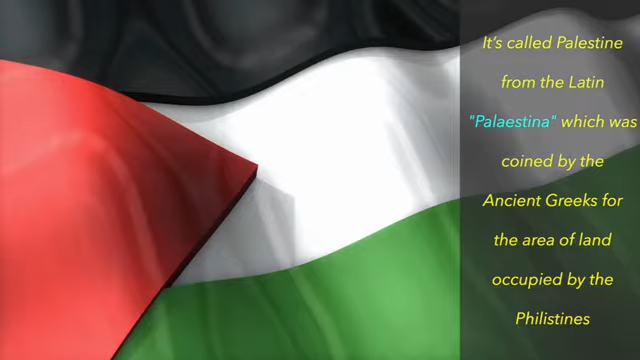 It’s called Palestine
from the Latin
"Palaestina" which was
coined by the
Ancient Greeks for
the area of land
occupied by the
Philistines